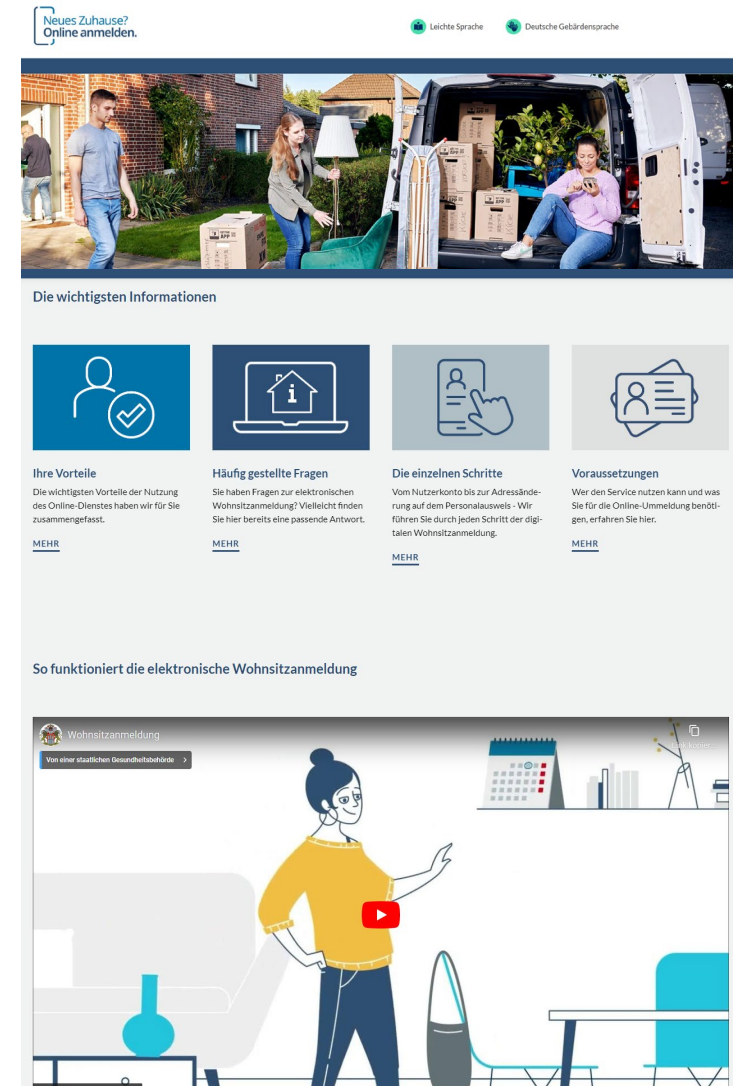 Neues Zuhause?
Online anmelden.
Leichte Sprache
Deutsche Gebärdensprache
Die wichtigsten Informationen
Ihre Vorteile
Die wichtigsten Vorteile der Nutzung
des Online-Dienstes haben wir für Sie
zusammengefasst.
MEHR
Häufig gestellte Fragen
Sie haben Fragen zur elektronischen
Wohnsitzanmeldung? Vielleicht finden
Sie hier bereits eine passende Antwort.
MEHR
Die einzelnen Schritte
Vom Nutzerkonto bis zur Adressände-
rung auf dem Personalausweis - Wir
führen Sie durch jeden Schritt der digi-
talen Wohnsitzanmeldung.
MEHR
Voraussetzungen
Wer den Service nutzen kann und was
Sie für die Online-Ummeldung benöti-
gen, erfahren Sie hier.
MEHR
So funktioniert die elektronische Wohnsitzanmeldung
Wohnsitzanmeldung
Von einer staatlichen Gesundheitsbehörde